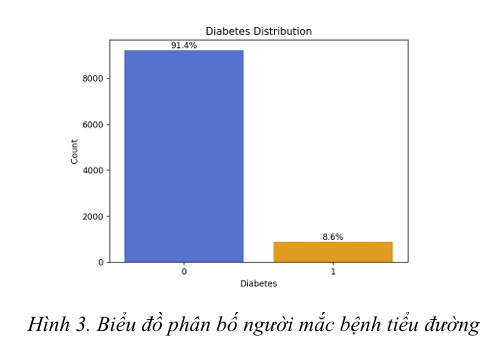 Diabetes Distribution
91.4%
8000
6000
Count
4000
2000
8.6%
0
0 1
Diabetes
Hình 3. Biểu đồ phân bố người mắc bệnh tiểu đường